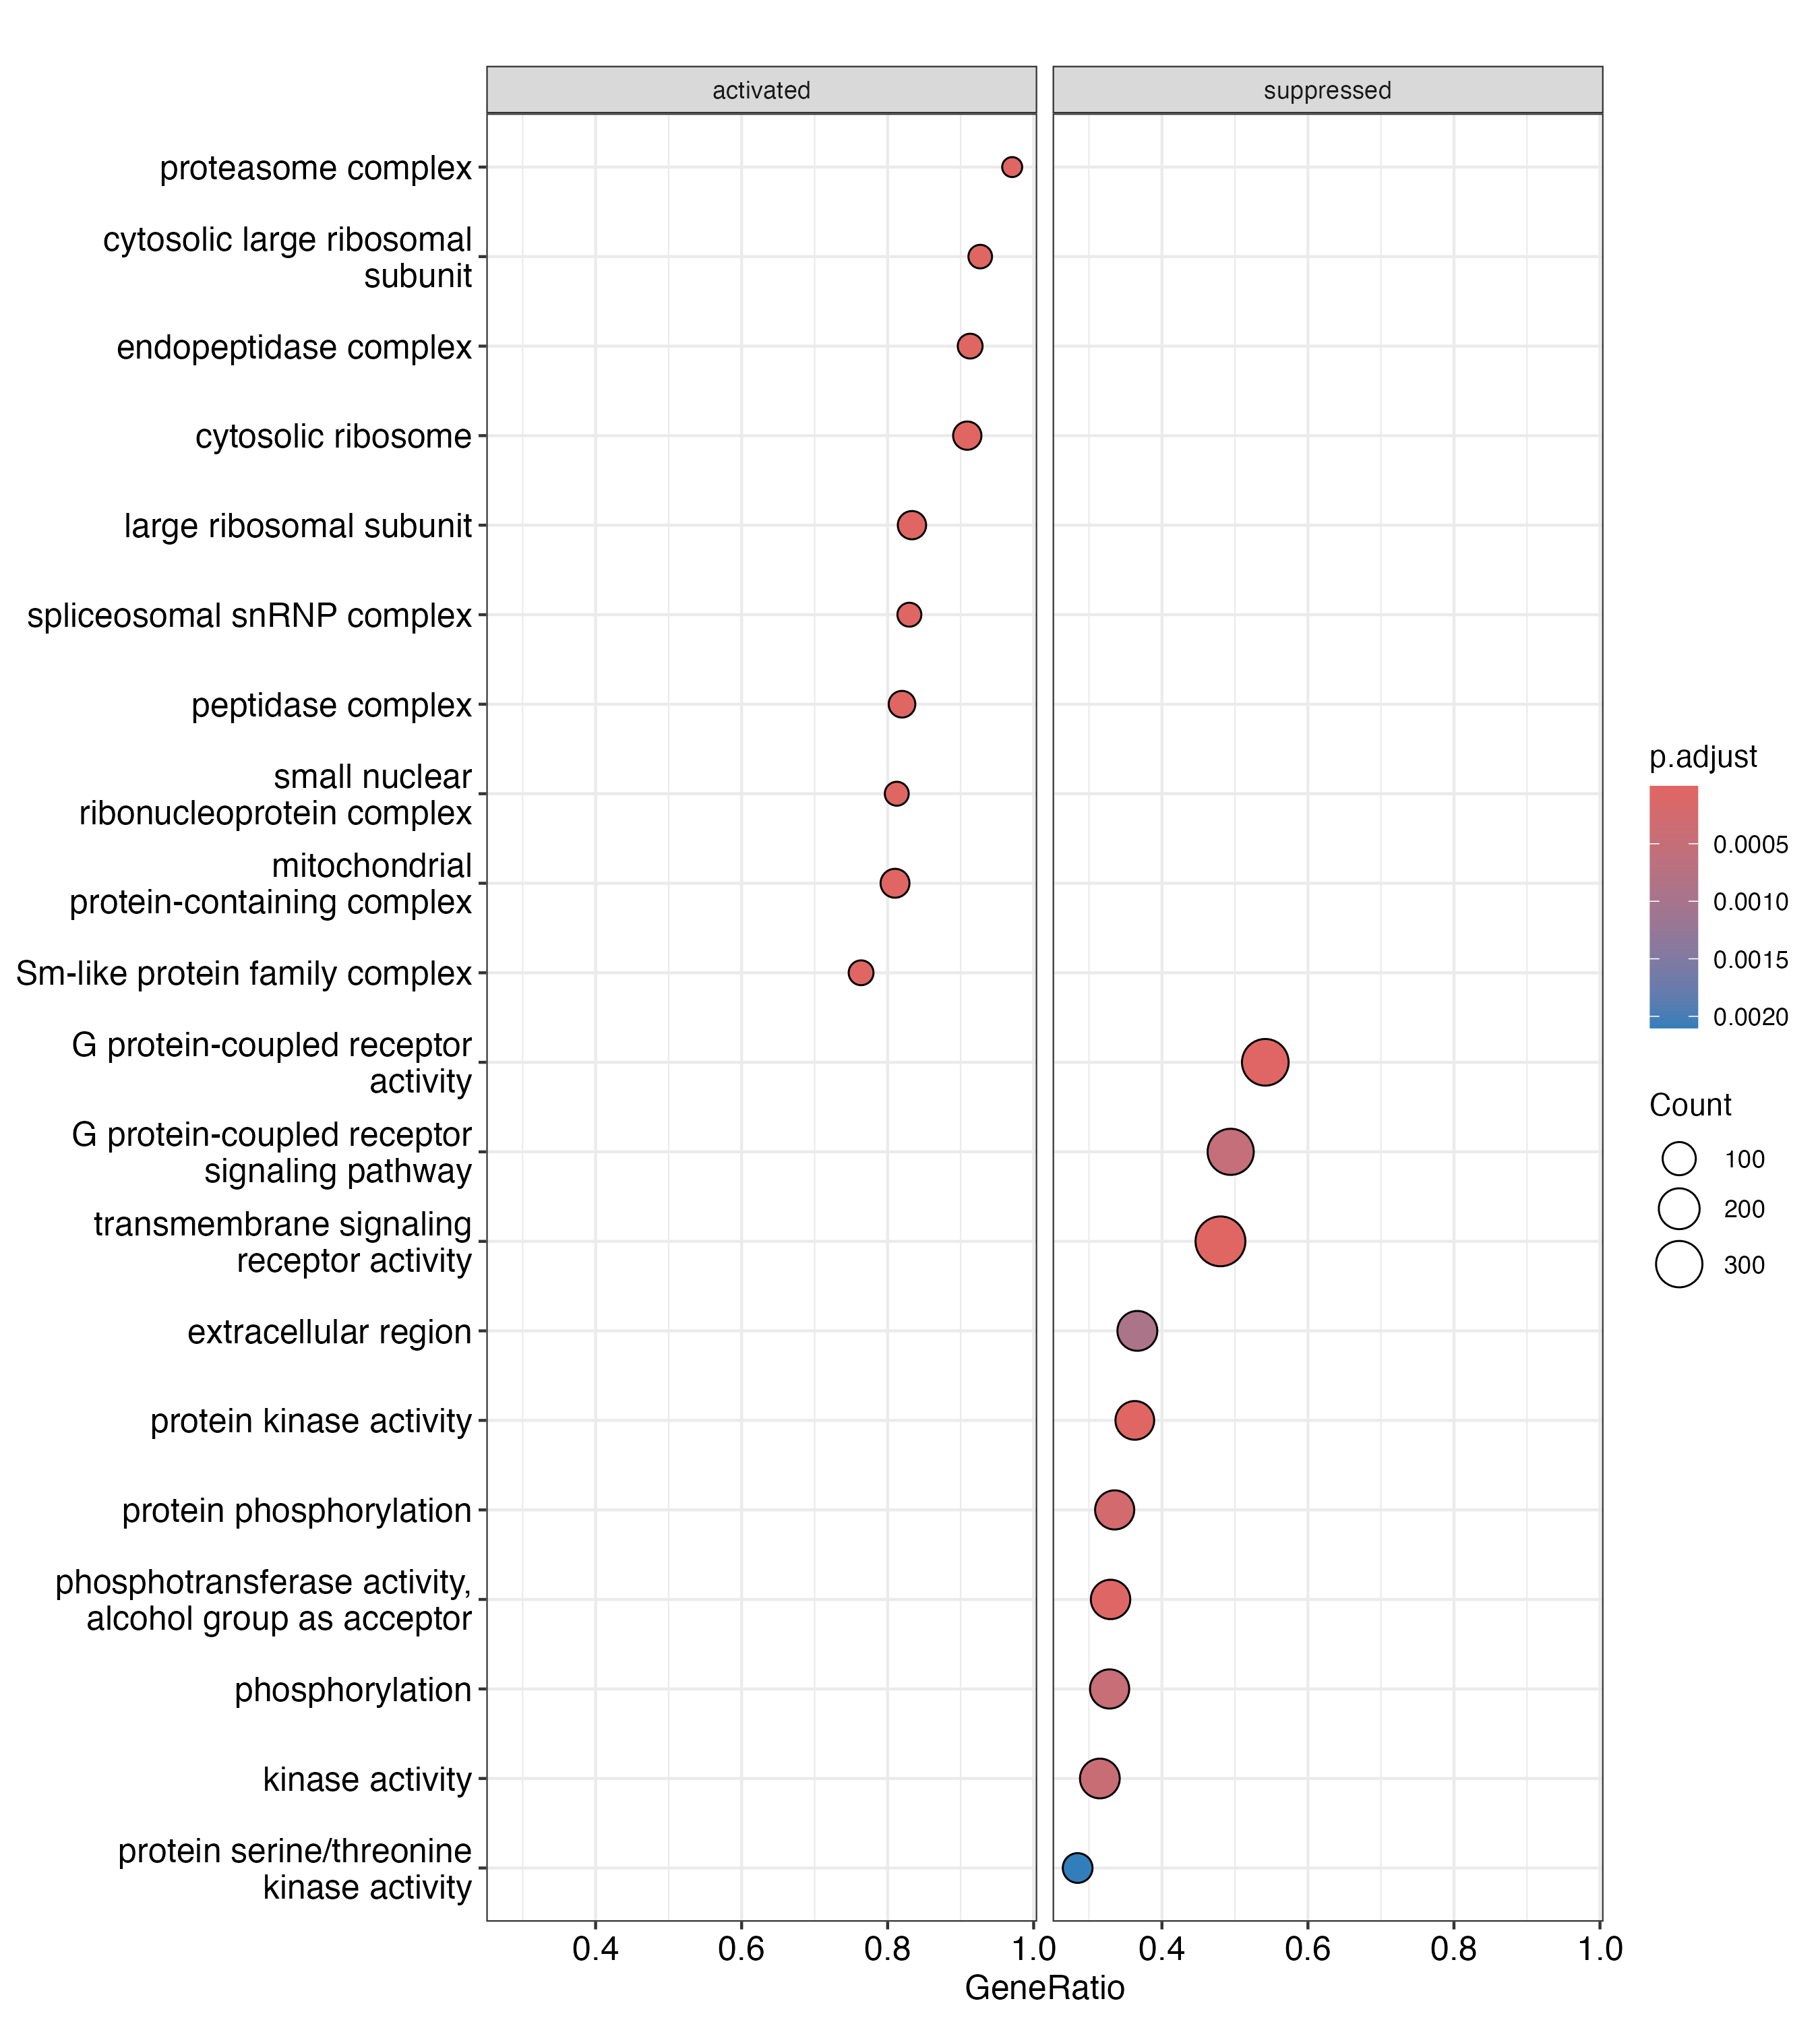 activated
suppressed
proteasome complex
cytosolic large ribosomal
subunit
endopeptidase complex
cytosolic ribosome
large ribosomal subunit
spliceosomal snRNP complex
peptidase complex
small nuclear
ribonucleoprotein complex
mitochondrial
protein-containing complex
Sm-like protein family complex
G protein-coupled receptor
activity
G protein-coupled receptor
signaling pathway
transmembrane signaling
receptor activity
extracellular region
protein kinase activity
protein phosphorylation
phosphotransferase activity,
alcohol group as acceptor
phosphorylation
kinase activity
protein serine/threonine
kinase activity
0.4 0.6 0.8 1.0 0.4 0.6 0.8 1.0
GeneRatio
p.adjust
0.0005
0.0010
0.0015
0.0020
Count
100
200
300